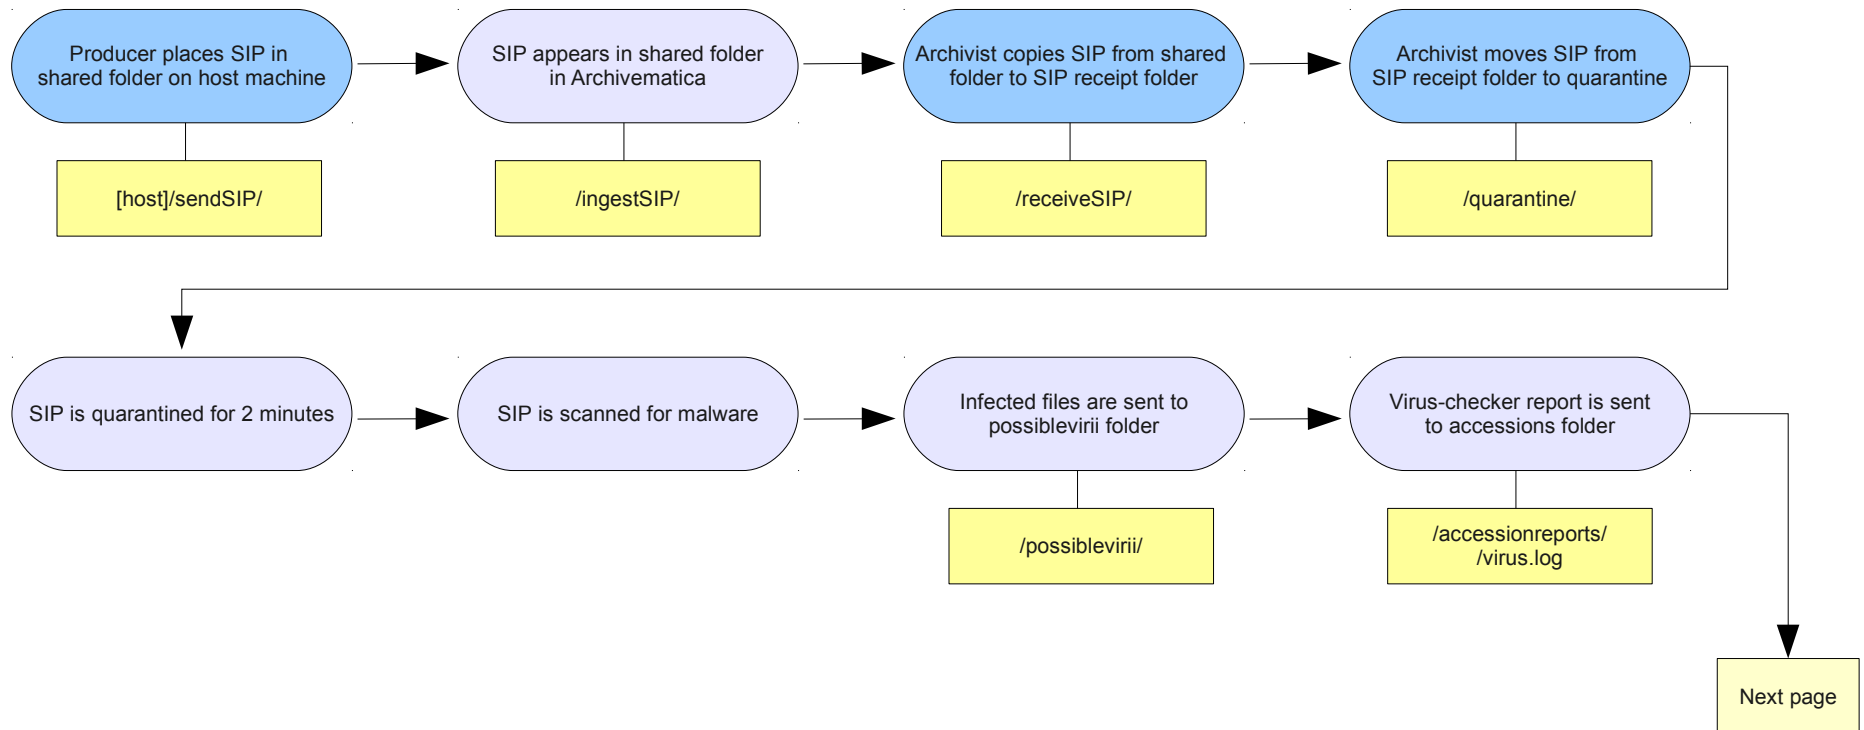 Producer places SIP in
shared folder on host machine
SIP appears in shared folder
in Archivematica
Archivist copies SIP from shared
folder to SIP receipt folder
Archivist moves SIP from
SIP receipt folder to quarantine
[host]/sendSIP/
/ingestSIP/
/receiveSIP/
/quarantine/
SIP is quarantined for 2 minutes
SIP is scanned for malware
Infected files are sent to
possiblevirii folder
Virus-checker report is sent
to accessions folder
/possiblevirii/
/accessionreports/
/virus.log
Next page